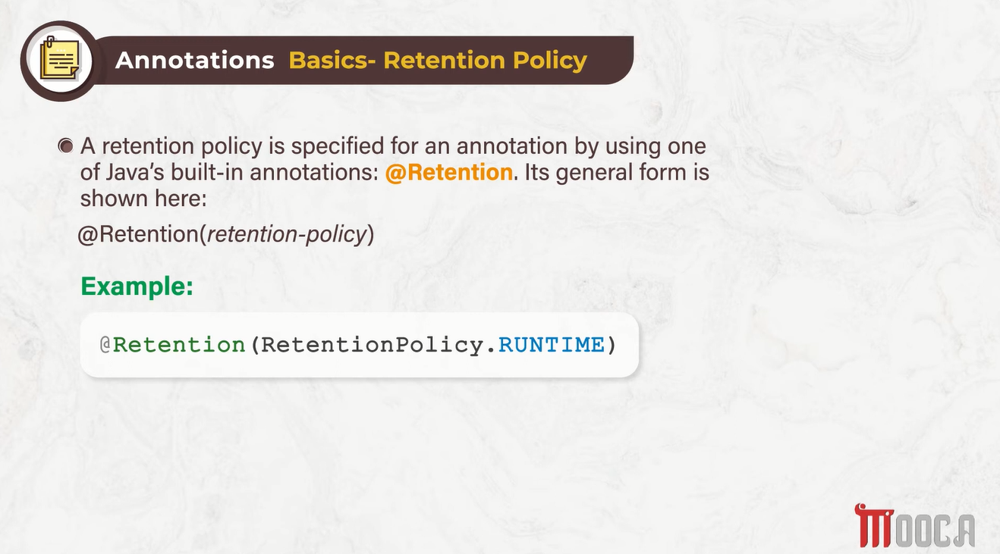 Annotations Basics- Retention Policy
A retention policy is specified for an annotation by using one
of Java’s built-in annotations: @Retention. Its general form is
shown here:
@Retention(retention-policy)
Example:
@Retention(RetentionPolicy.RUNTIME)
MOOCA